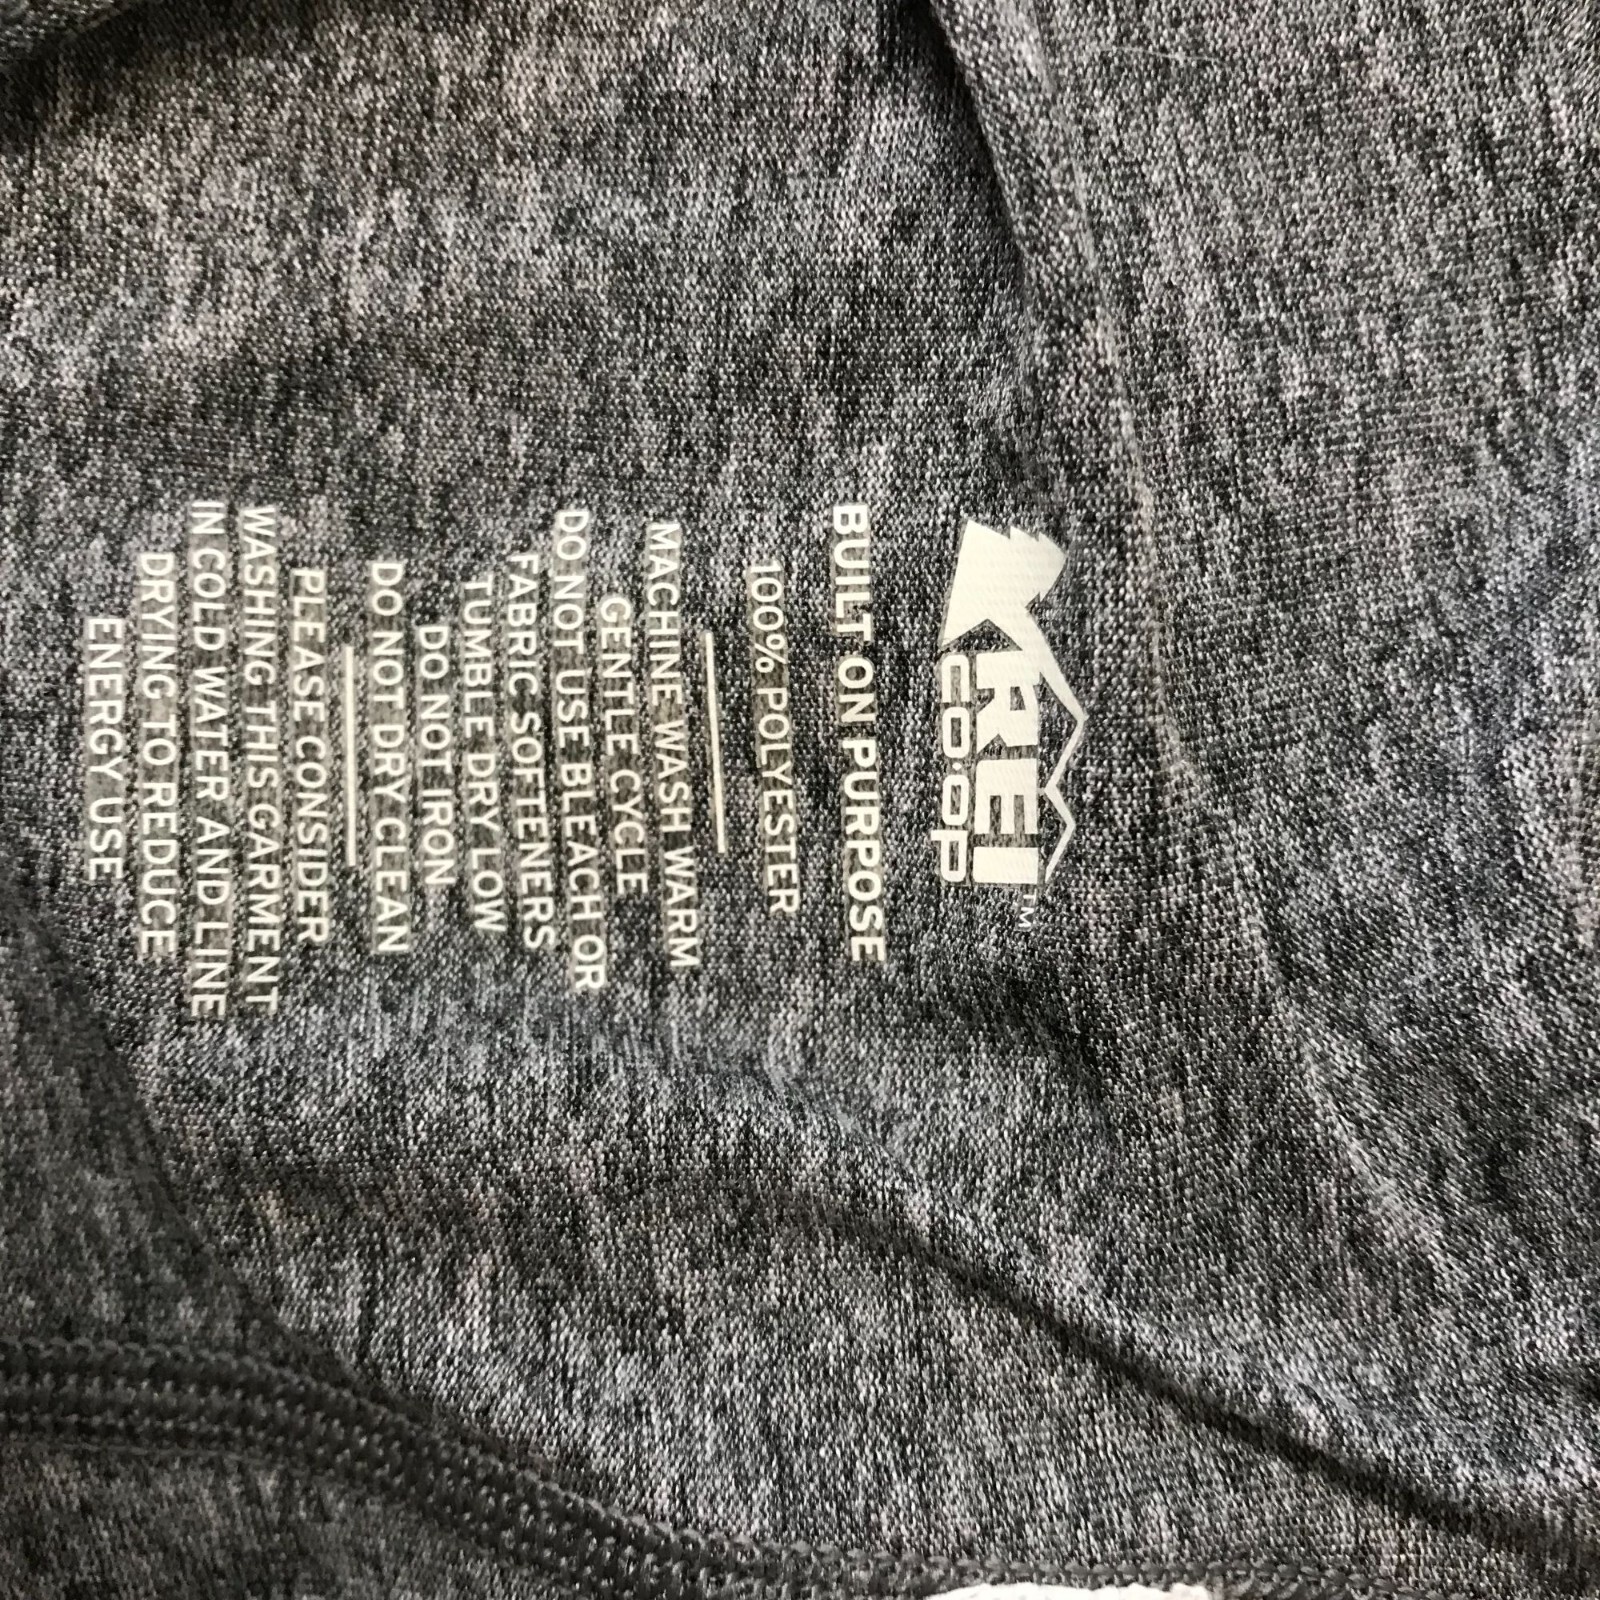 REI™
CO·OP
BUILT ON PURPOSE
100% POLYESTER
MACHINE WASH WARM
GENTLE CYCLE
DO NOT USE BLEACH OR
FABRIC SOFTENERS
TUMBLE DRY LOW
DO NOT IRON
DO NOT DRY CLEAN
PLEASE CONSIDER
WASHING THIS GARMENT
IN COLD WATER AND LINE
DRYING TO REDUCE
ENERGY USE